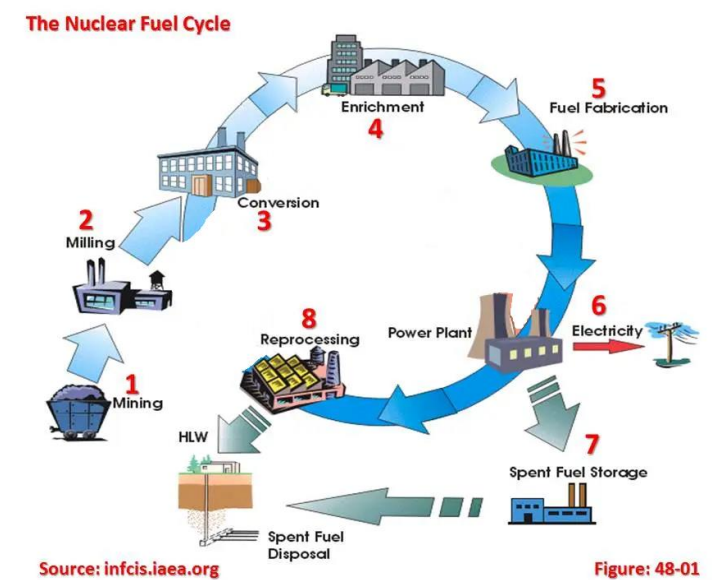 The Nuclear Fuel Cycle
Enrichment
4
5
Fuel Fabrication
Conversion
3
2
Milling
8
Reprocessing
Power Plant
6
Electricity
1
Mining
HLW
7
Spent Fuel Storage
Spent Fuel
Disposal
Source: infcis.iaea.org
Figure: 48-01